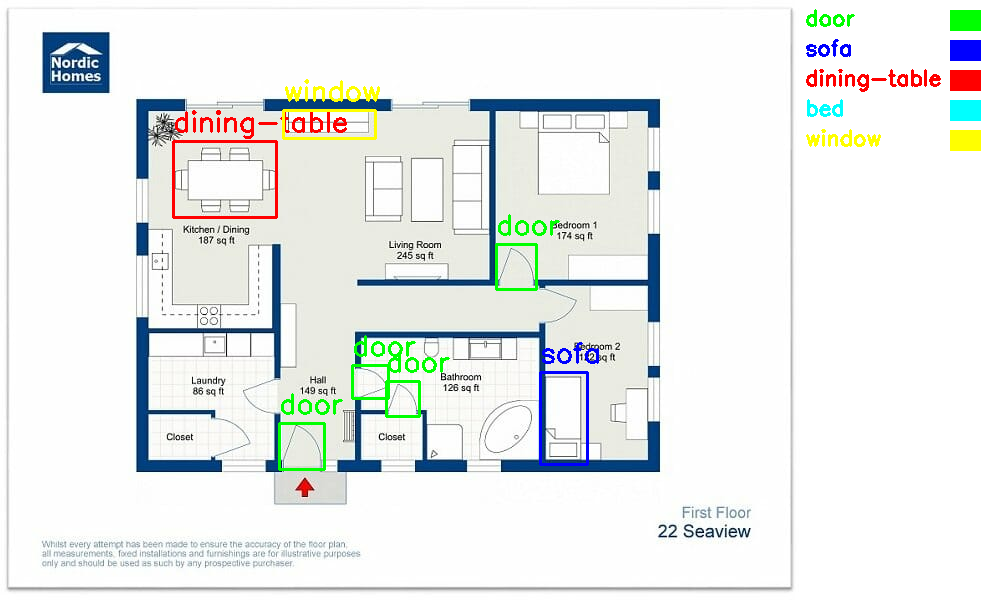 door
sofa
dining-table
bed
window
Nordic
Homes
window
dining-table
Kitchen / Dining
187 sq ft
Living Room
245 sq ft
door
Bedroom 1
174 sq ft
door
door
door
sofa
Bedroom 2
sq ft
Laundry
86 sq ft
Hall
149 sq ft
Bathroom
126 sq ft
Closet
Closet
First Floor
22 Seaview
Whilst every attempt has been made to ensure the accuracy of the floor plan,
all measurements, fixed installations and furnishings are for illustrative purposes
only and should be used as such by any prospective purchaser.